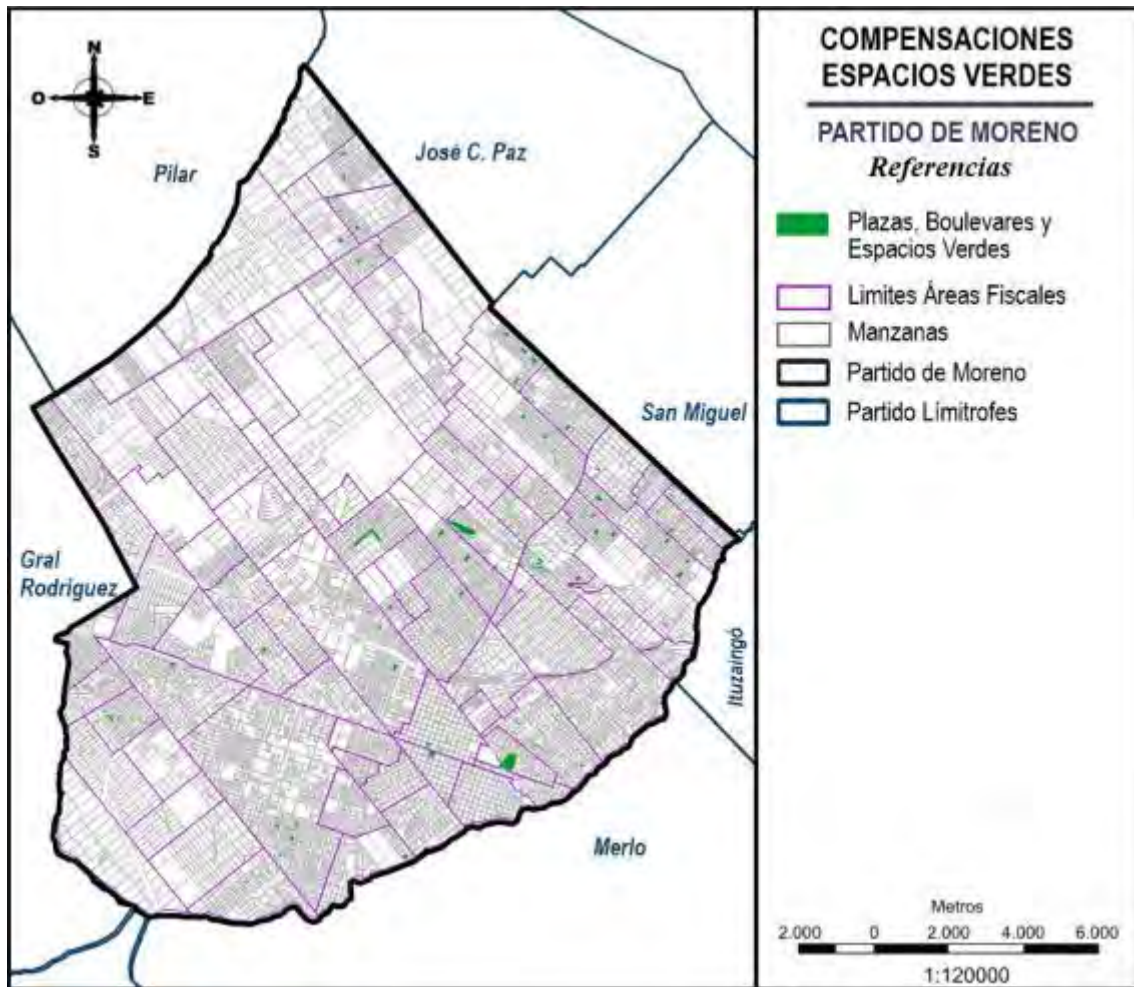 COMPENSACIONES
ESPACIOS VERDES
PARTIDO DE MORENO
Referencias
Plazas, Boulevares y
Espacios Verdes
Limites Áreas Fiscales
Manzanas
Partido de Moreno
Partido Límitrofes
N
O
E
S
Pilar
José C. Paz
San Miguel
Gral
Rodriguez
Ituzaingó
Merlo
Metros
2.000 0 2.000 4.000 6.000
1:120000